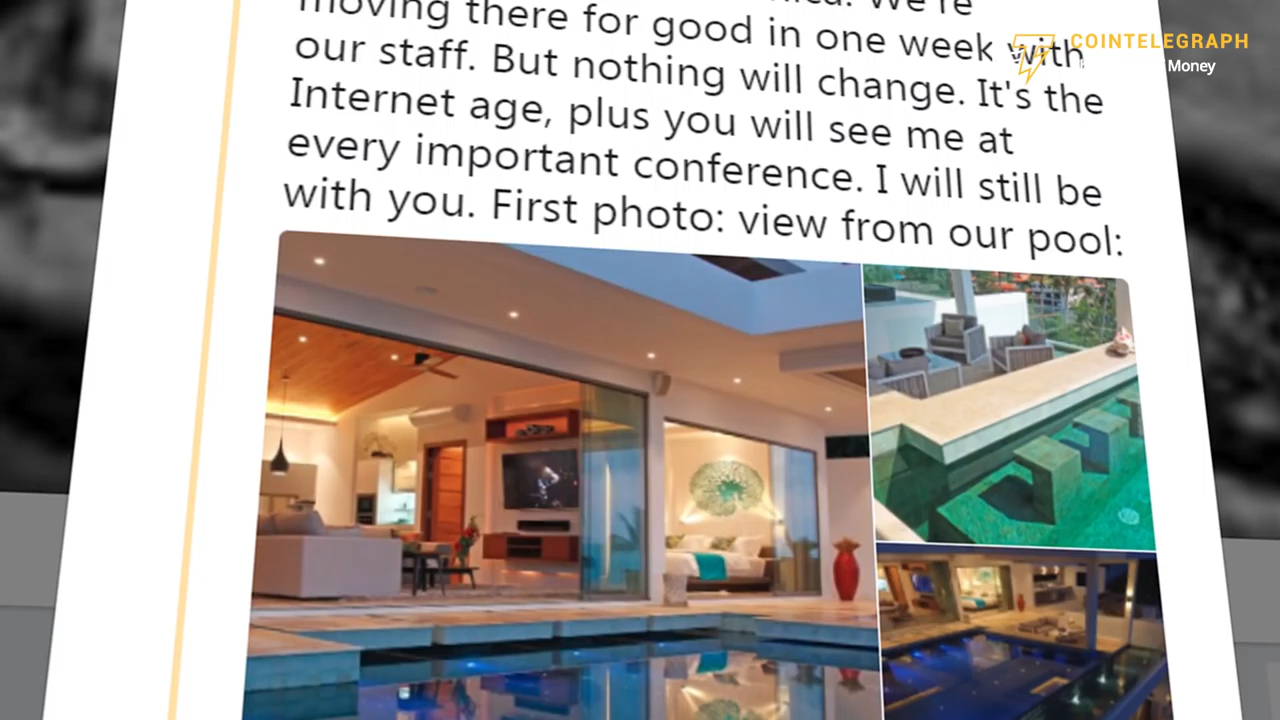 We're
moving there for good in one week with
our staff. But nothing will change. It's the
Internet age, plus you will see me at
every important conference. I will still be
with you. First photo: view from our pool:
COINTELEGRAPH
Money